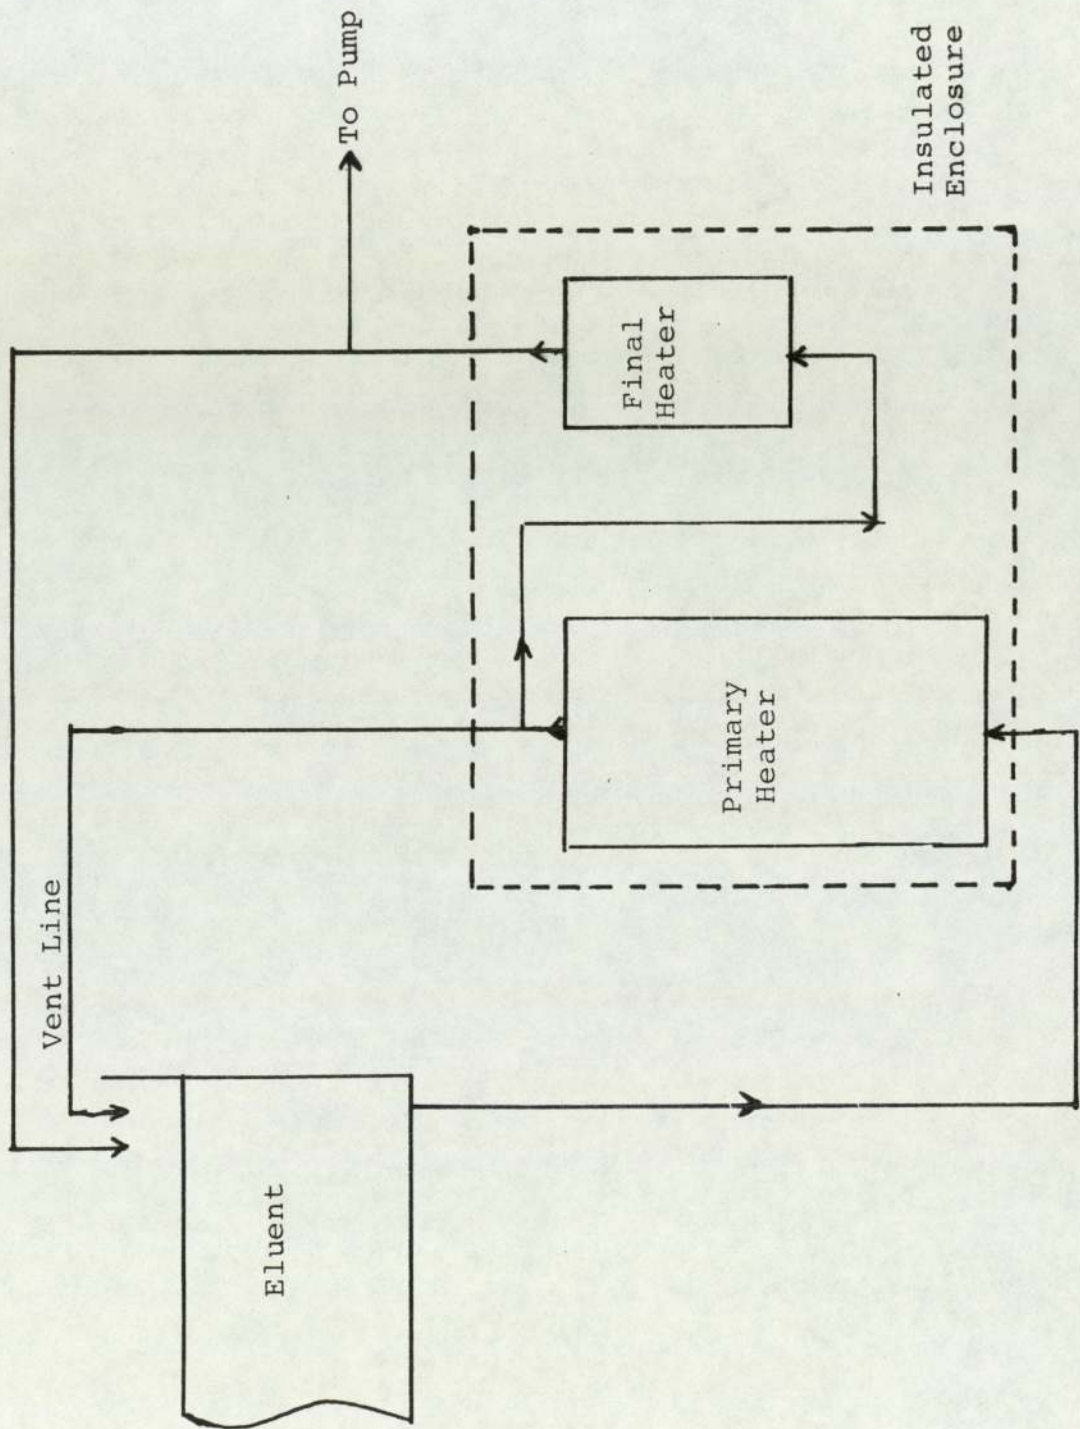 Vent Line
To Pump
Eluent
Final
Heater
Primary
Heater
Insulated
Enclosure